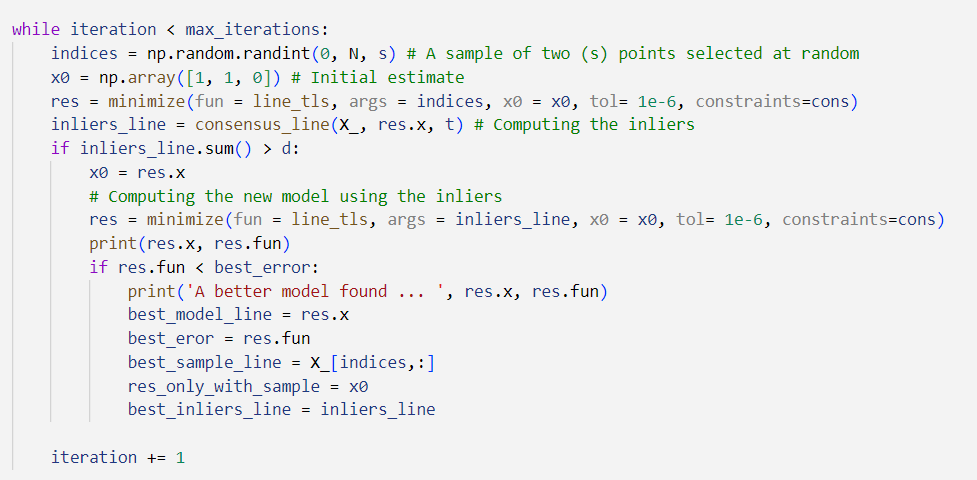 while iteration < max_iterations:
    indices = np.random.randint(0, N, s) # A sample of two (s) points selected at random
    x0 = np.array([1, 1, 0]) # Initial estimate
    res = minimize(fun = line_tls, args = indices, x0 = x0, tol= 1e-6, constraints=cons)
    inliers_line = consensus_line(X_, res.x, t) # Computing the inliers
    if inliers_line.sum() > d:
        x0 = res.x
        # Computing the new model using the inliers
        res = minimize(fun = line_tls, args = inliers_line, x0 = x0, tol= 1e-6, constraints=cons)
        print(res.x, res.fun)
        if res.fun < best_error:
            print('A better model found ... ', res.x, res.fun)
            best_model_line = res.x
            best_eror = res.fun
            best_sample_line = X_[indices,:]
            res_only_with_sample = x0
            best_inliers_line = inliers_line
    iteration += 1